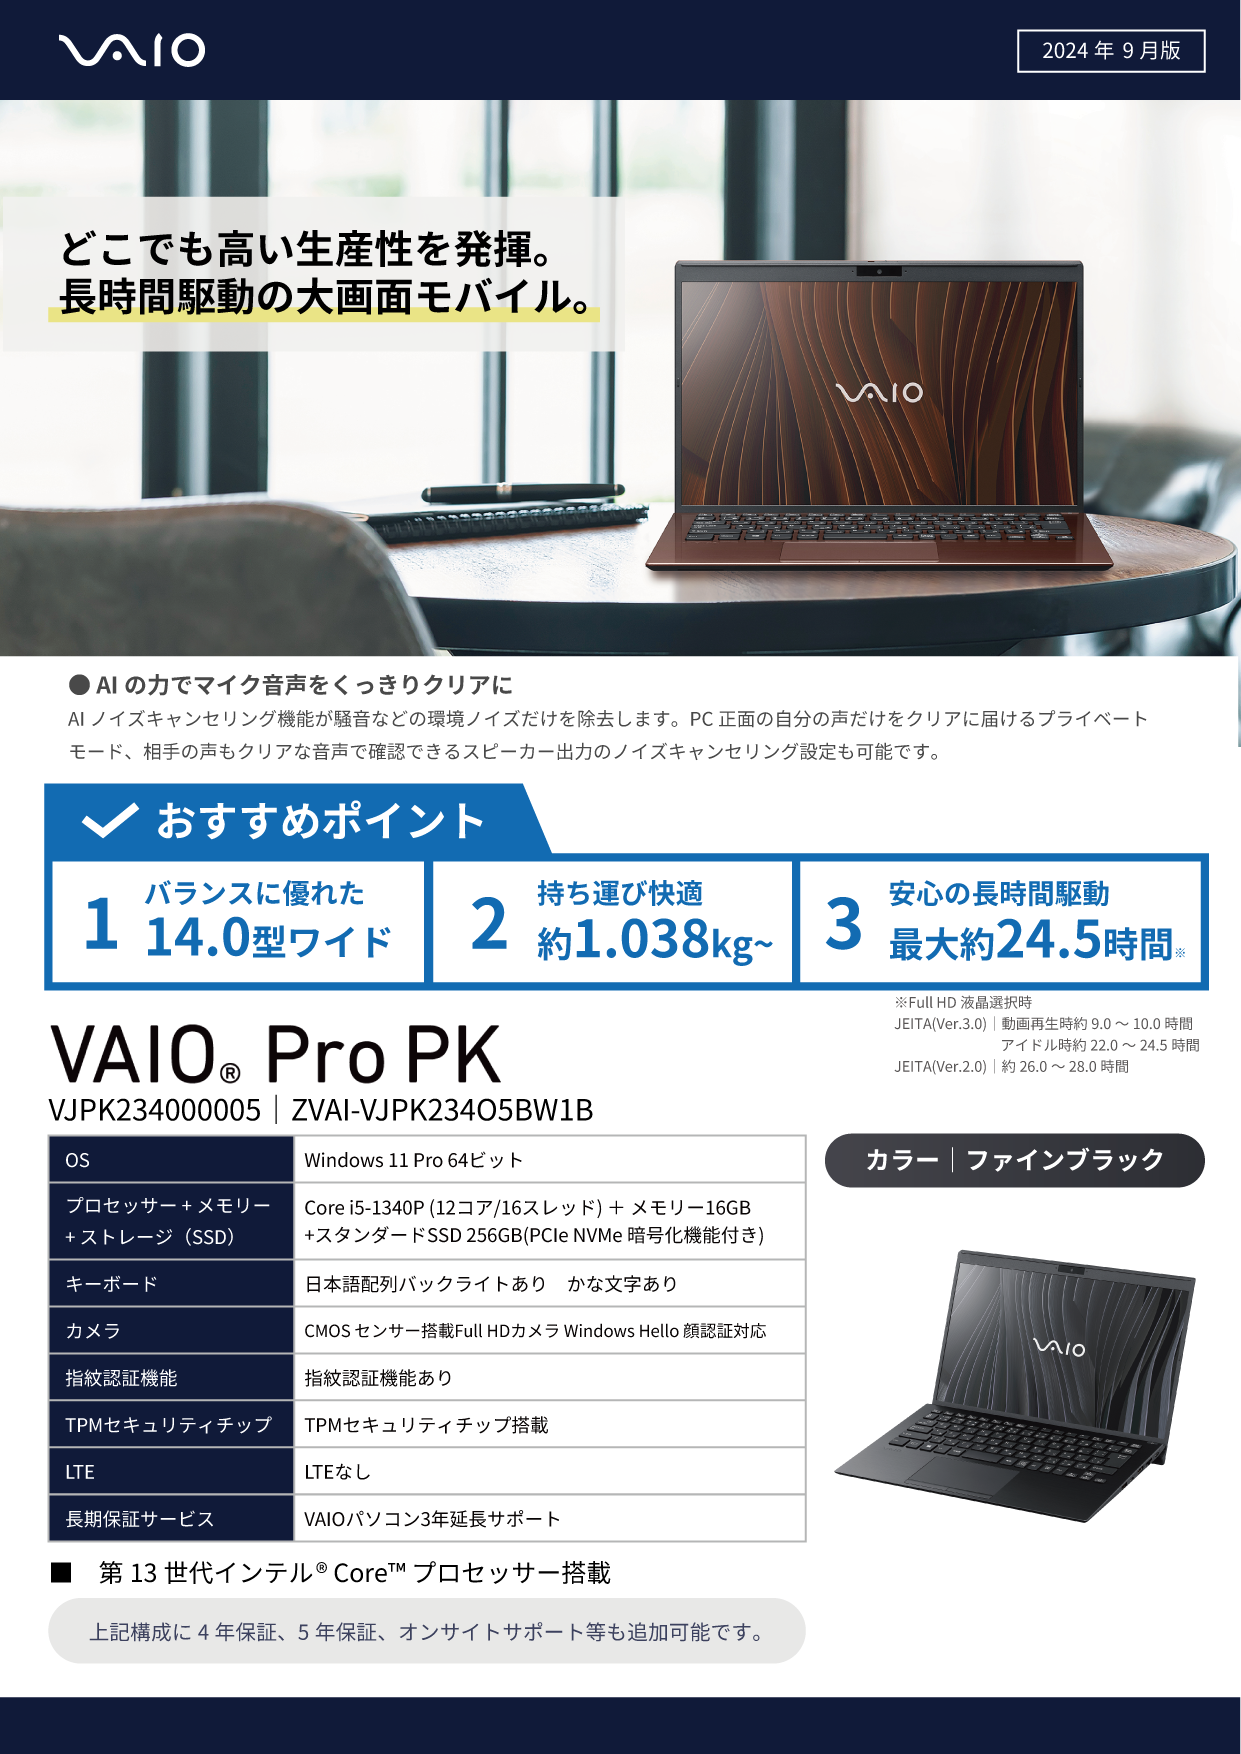 VAIO
2024 年 9 月版
どこでも高い生産性を発揮。
長時間駆動の大画面モバイル。
VAIO
● AI の力でマイク音声をくっきりクリアに
AI ノイズキャンセリング機能が騒音などの環境ノイズだけを除去します。PC 正面の自分の声だけをクリアに届けるプライベート
モード、相手の声もクリアな音声で確認できるスピーカー出力のノイズキャンセリング設定も可能です。
おすすめポイント
1 バランスに優れた
14.0型ワイド
2 持ち運び快適
約1.038kg~
3 安心の長時間駆動
最大約24.5時間※
※Full HD 液晶選択時
JEITA(Ver.3.0)｜動画再生時約 9.0 ～ 10.0 時間
アイドル時約 22.0 ～ 24.5 時間
JEITA(Ver.2.0)｜約 26.0 ～ 28.0 時間
VAIO® Pro PK
VJPK234000005｜ZVAI-VJPK234O5BW1B
OS Windows 11 Pro 64ビット
プロセッサー + メモリー
+ ストレージ（SSD）
Core i5-1340P (12コア/16スレッド) ＋ メモリー16GB
+スタンダードSSD 256GB(PCIe NVMe 暗号化機能付き)
キーボード 日本語配列バックライトあり　かな文字あり
カメラ CMOS センサー搭載Full HDカメラ Windows Hello 顔認証対応
指紋認証機能 指紋認証機能あり
TPMセキュリティチップ TPMセキュリティチップ搭載
LTE LTEなし
長期保証サービス VAIOパソコン3年延長サポート
カラー｜ファインブラック
VAIO
■　第 13 世代インテル® Core™ プロセッサー搭載
上記構成に 4 年保証、5 年保証、オンサイトサポート等も追加可能です。